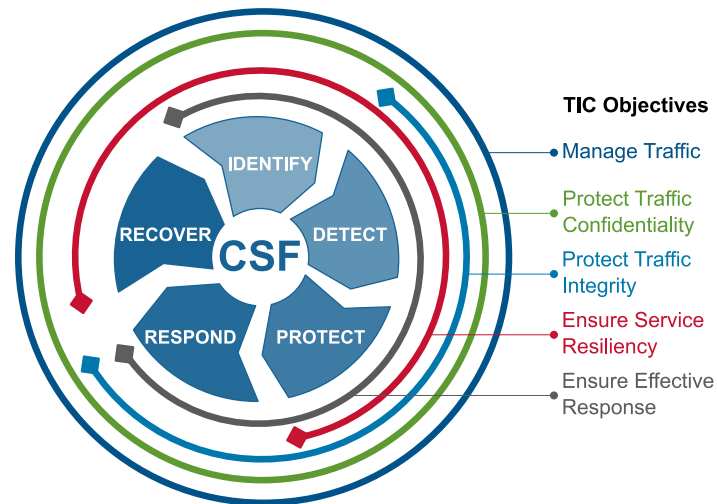 IDENTIFY
DETECT
PROTECT
RESPOND
RECOVER
CSF
TIC Objectives
Manage Traffic
Protect Traffic
Confidentiality
Protect Traffic
Integrity
Ensure Service
Resiliency
Ensure Effective
Response